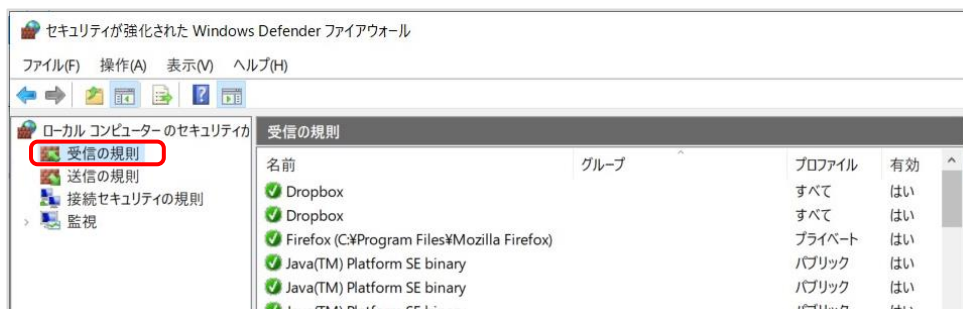 セキュリティが強化された Windows Defender ファイアウォール
ファイル(F) 操作(A) 表示(V) ヘルプ(H)
ローカル コンピューター のセキュリティか
受信の規則
送信の規則
接続セキュリティの規則
監視
受信の規則
名前 グループ プロファイル 有効
Dropbox すべて はい
Dropbox すべて はい
Firefox (C:¥Program Files¥Mozilla Firefox) プライベート はい
Java(TM) Platform SE binary パブリック はい
Java(TM) Platform SE binary パブリック はい